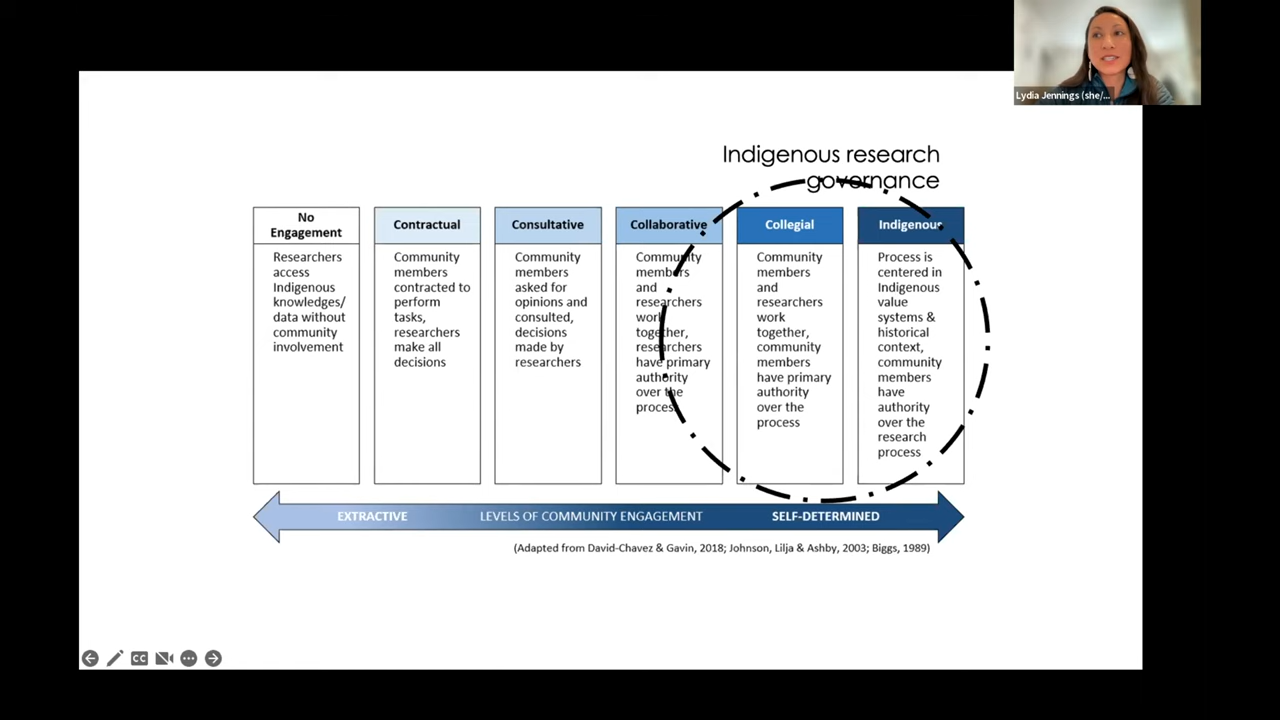 Lydia Jennings (she/...
Indigenous research
governance
No
Engagement
Researchers
access
Indigenous
knowledges/
data without
community
involvement
Contractual
Community
members
contracted to
perform
tasks,
researchers
make all
decisions
Consultative
Community
members
asked for
opinions and
consulted,
decisions
made by
researchers
Collaborative
Community
members
and
researchers
work
together,
researchers
have primary
authority
over the
process
Collegial
Community
members
and
researchers
work
together,
community
members
have primary
authority
over the
process
Indigenous
Process is
centered in
Indigenous
value
systems &
historical
context,
community
members
have
authority
over the
research
process
EXTRACTIVE LEVELS OF COMMUNITY ENGAGEMENT SELF-DETERMINED
(Adapted from David-Chavez & Gavin, 2018; Johnson, Lilja & Ashby, 2003; Biggs, 1989)
CC